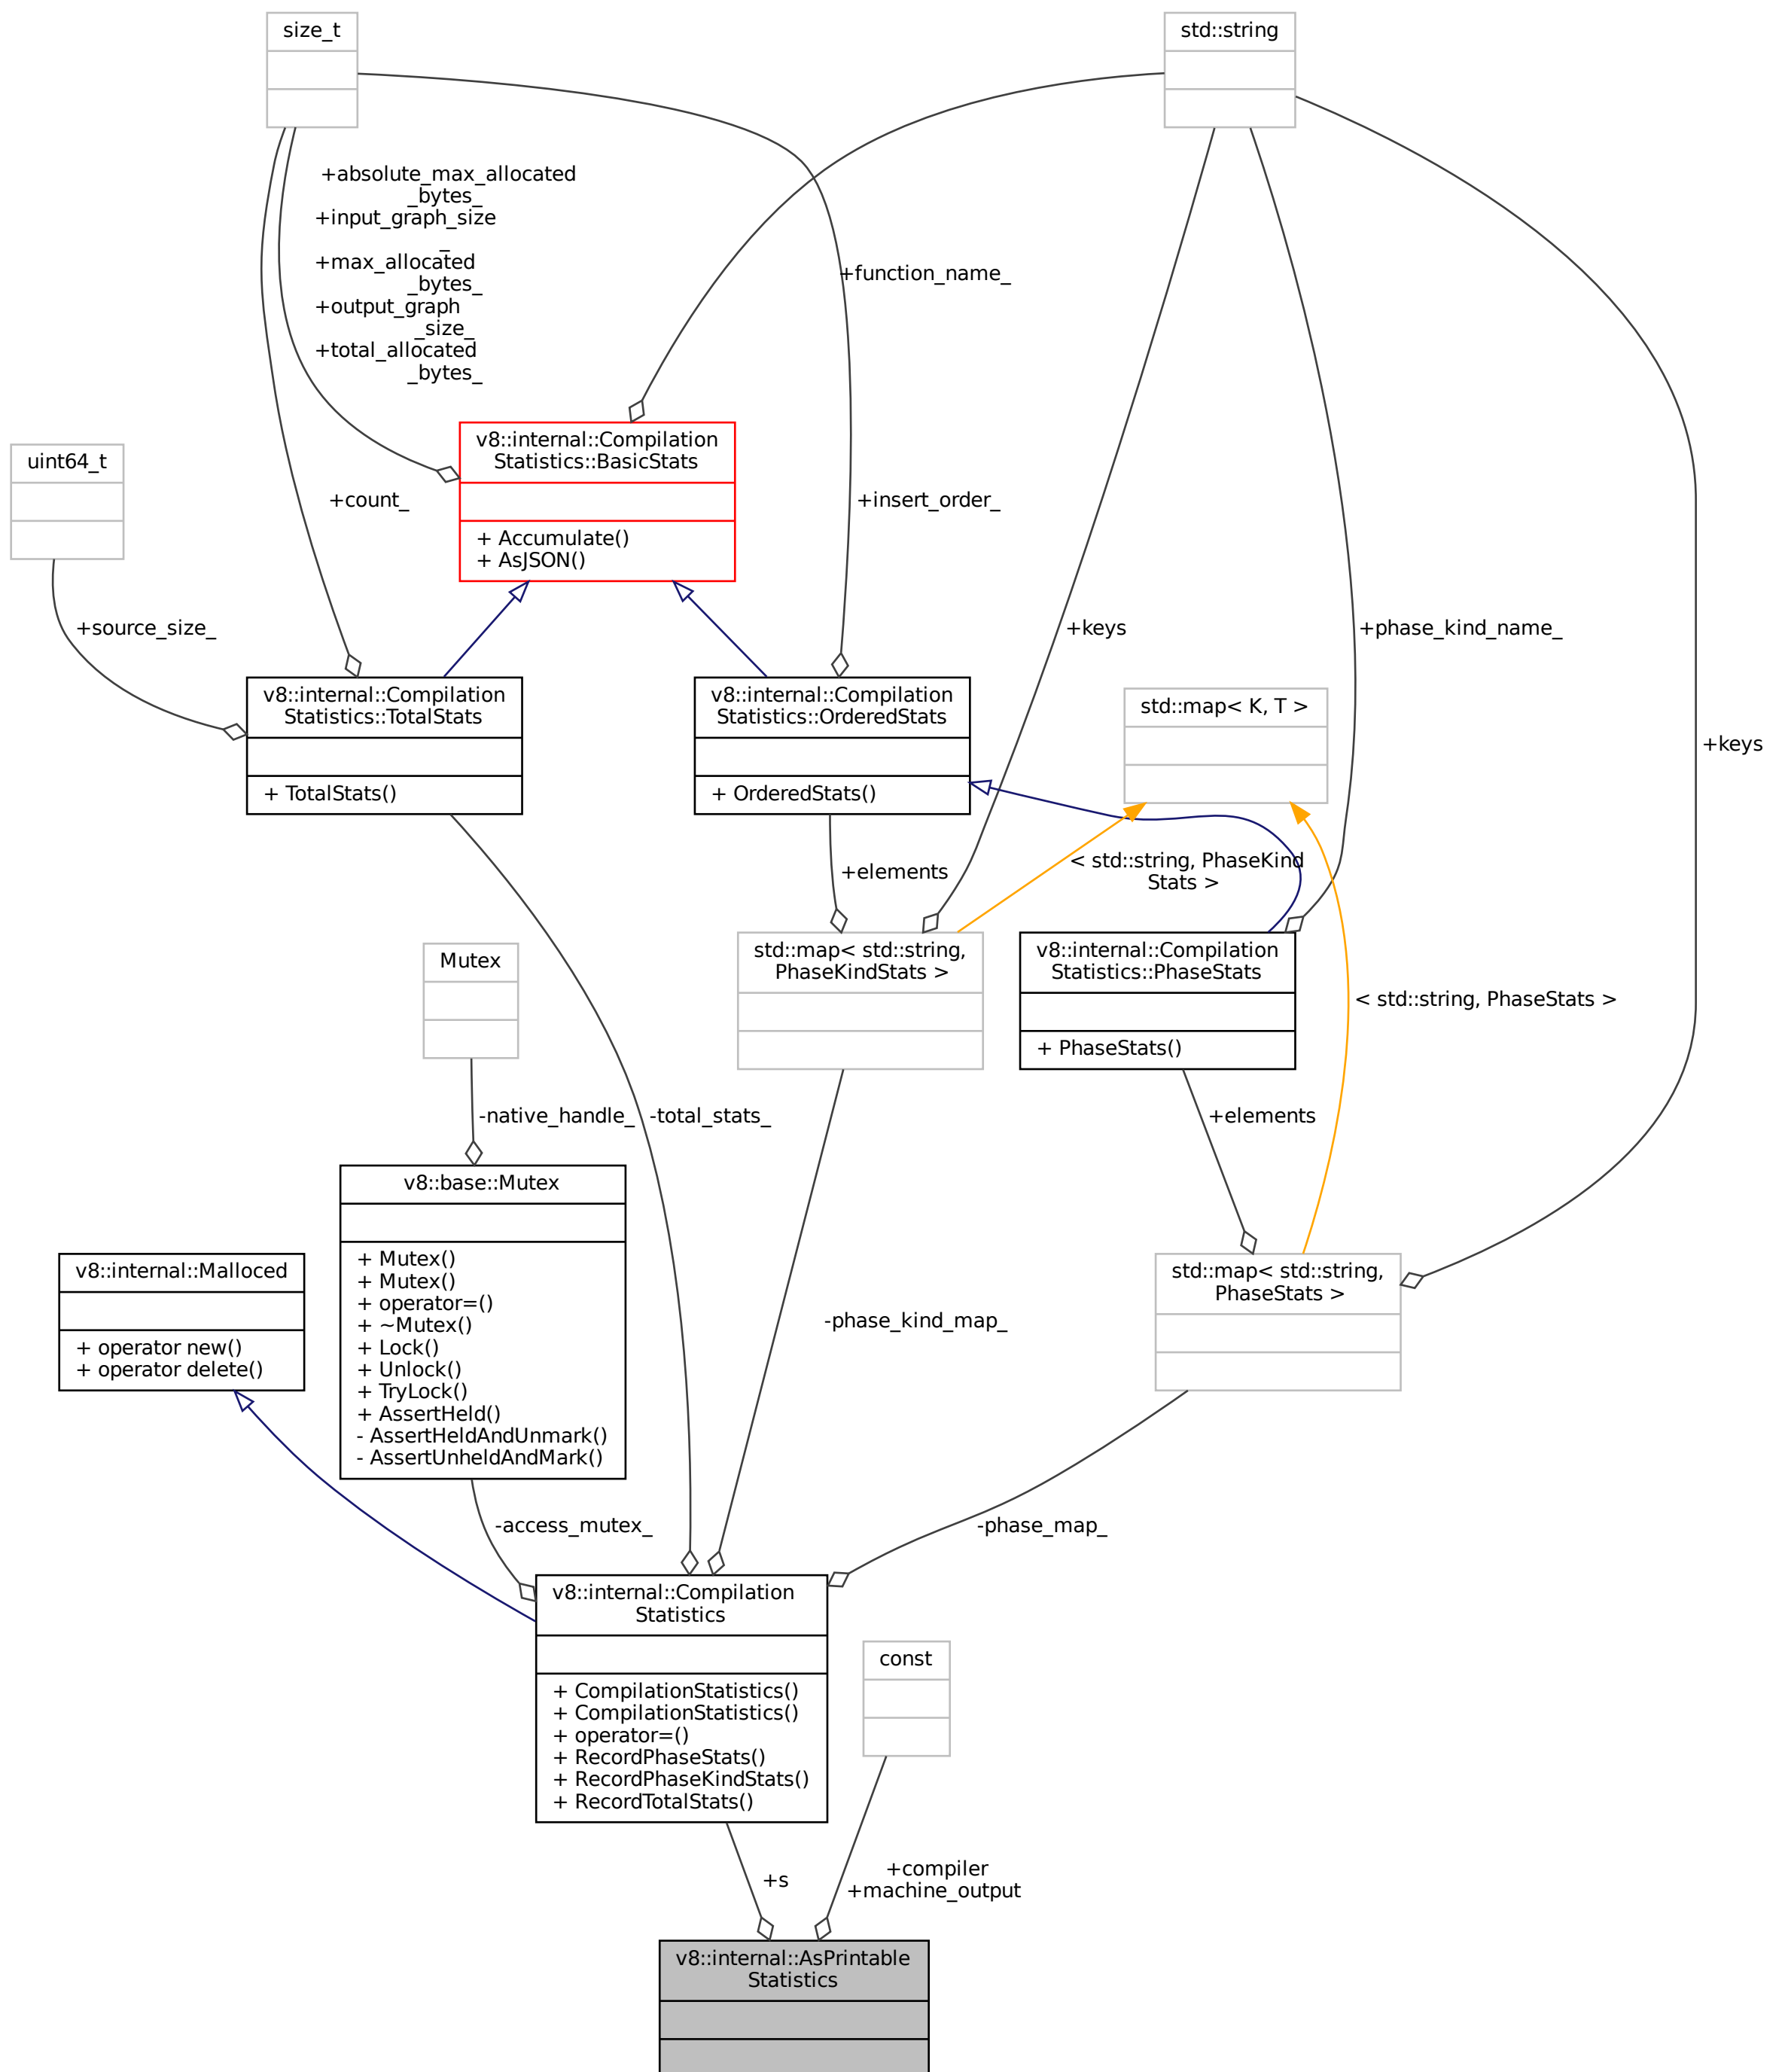 size_t
std::string
+absolute_max_allocated
_bytes_
+input_graph_size
_
+max_allocated
_bytes_
+output_graph
_size_
+total_allocated
_bytes_
+function_name_
uint64_t
v8::internal::Compilation
Statistics::BasicStats
+ Accumulate()
+ AsJSON()
+count_
+insert_order_
+source_size_
+keys
+phase_kind_name_
v8::internal::Compilation
Statistics::TotalStats
+ TotalStats()
v8::internal::Compilation
Statistics::OrderedStats
+ OrderedStats()
std::map< K, T >
+keys
+elements
< std::string, PhaseKind
Stats >
Mutex
std::map< std::string,
PhaseKindStats >
v8::internal::Compilation
Statistics::PhaseStats
+ PhaseStats()
< std::string, PhaseStats >
-native_handle_
-total_stats_
+elements
v8::base::Mutex
+ Mutex()
+ Mutex()
+ operator=()
+ ~Mutex()
+ Lock()
+ Unlock()
+ TryLock()
+ AssertHeld()
- AssertHeldAndUnmark()
- AssertUnheldAndMark()
v8::internal::Malloced
+ operator new()
+ operator delete()
std::map< std::string,
PhaseStats >
-phase_kind_map_
-access_mutex_
-phase_map_
v8::internal::Compilation
Statistics
+ CompilationStatistics()
+ CompilationStatistics()
+ operator=()
+ RecordPhaseStats()
+ RecordPhaseKindStats()
+ RecordTotalStats()
const
+s
+compiler
+machine_output
v8::internal::AsPrintable
Statistics